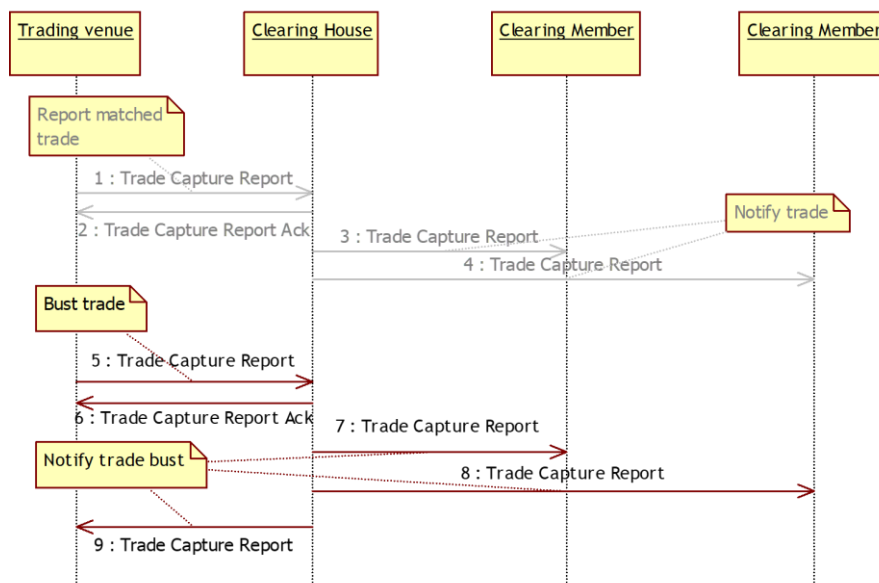 Trading venue
Clearing House
Clearing Member
Clearing Member
Report matched
trade
1 : Trade Capture Report
2 : Trade Capture Report Ack
Notify trade
3 : Trade Capture Report
4 : Trade Capture Report
Bust trade
5 : Trade Capture Report
6 : Trade Capture Report Ack
7 : Trade Capture Report
Notify trade bust
8 : Trade Capture Report
9 : Trade Capture Report